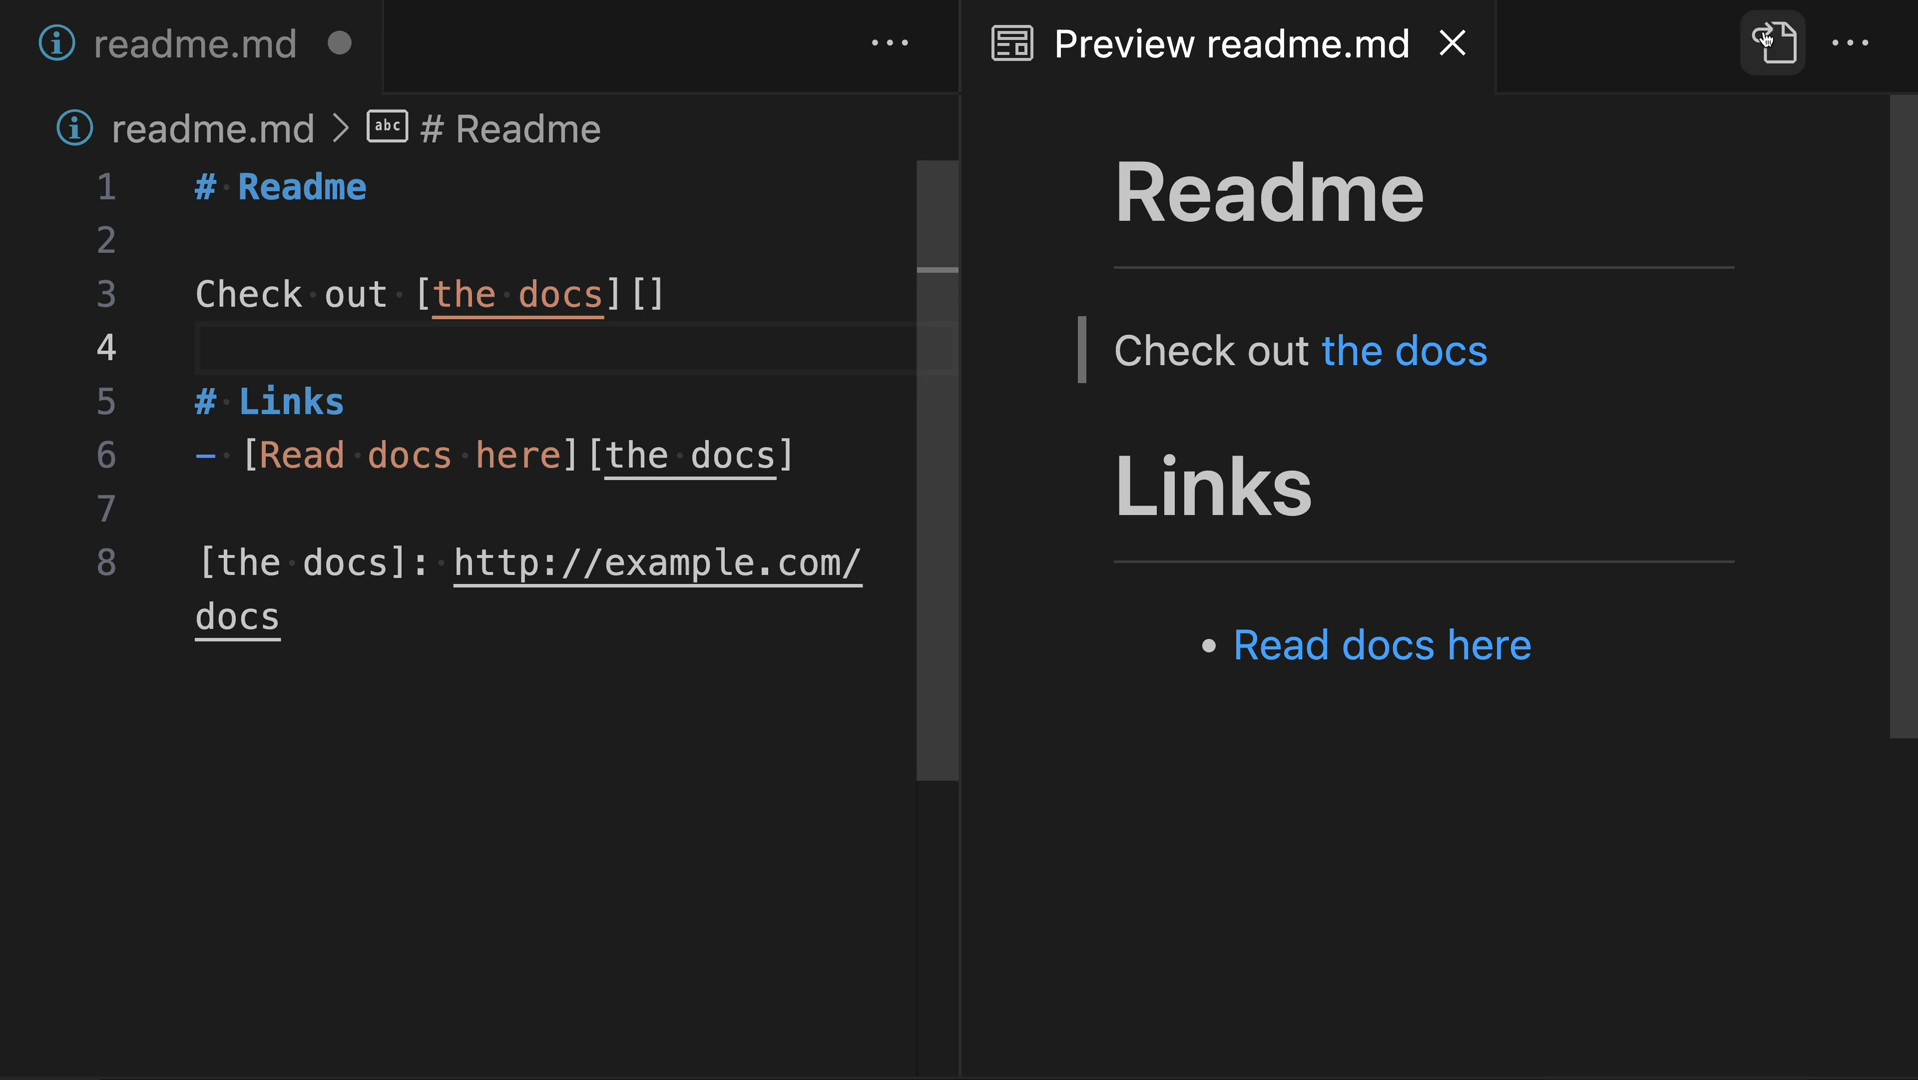 readme.md
Preview readme.md
readme.md > abc # Readme
1 # Readme
2
3 Check out [the docs][]
4
5 # Links
6 - [Read docs here][the docs]
7
8 [the docs]: http://example.com/
docs
Readme
Check out the docs
Links
• Read docs here